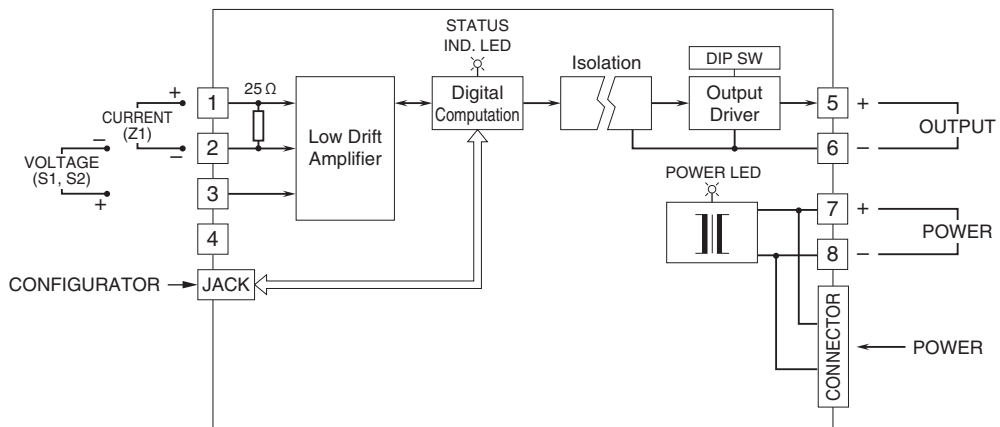 STATUS
IND. LED
Isolation
DIP SW
25 Ω
+
CURRENT
(Z1)
−
−
VOLTAGE
(S1, S2)
+
1
2
3
4
Low Drift
Amplifier
Digital
Computation
Output
Driver
5
+
OUTPUT
6
−
POWER LED
7
+
POWER
8
−
CONFIGURATOR
JACK
CONNECTOR
POWER